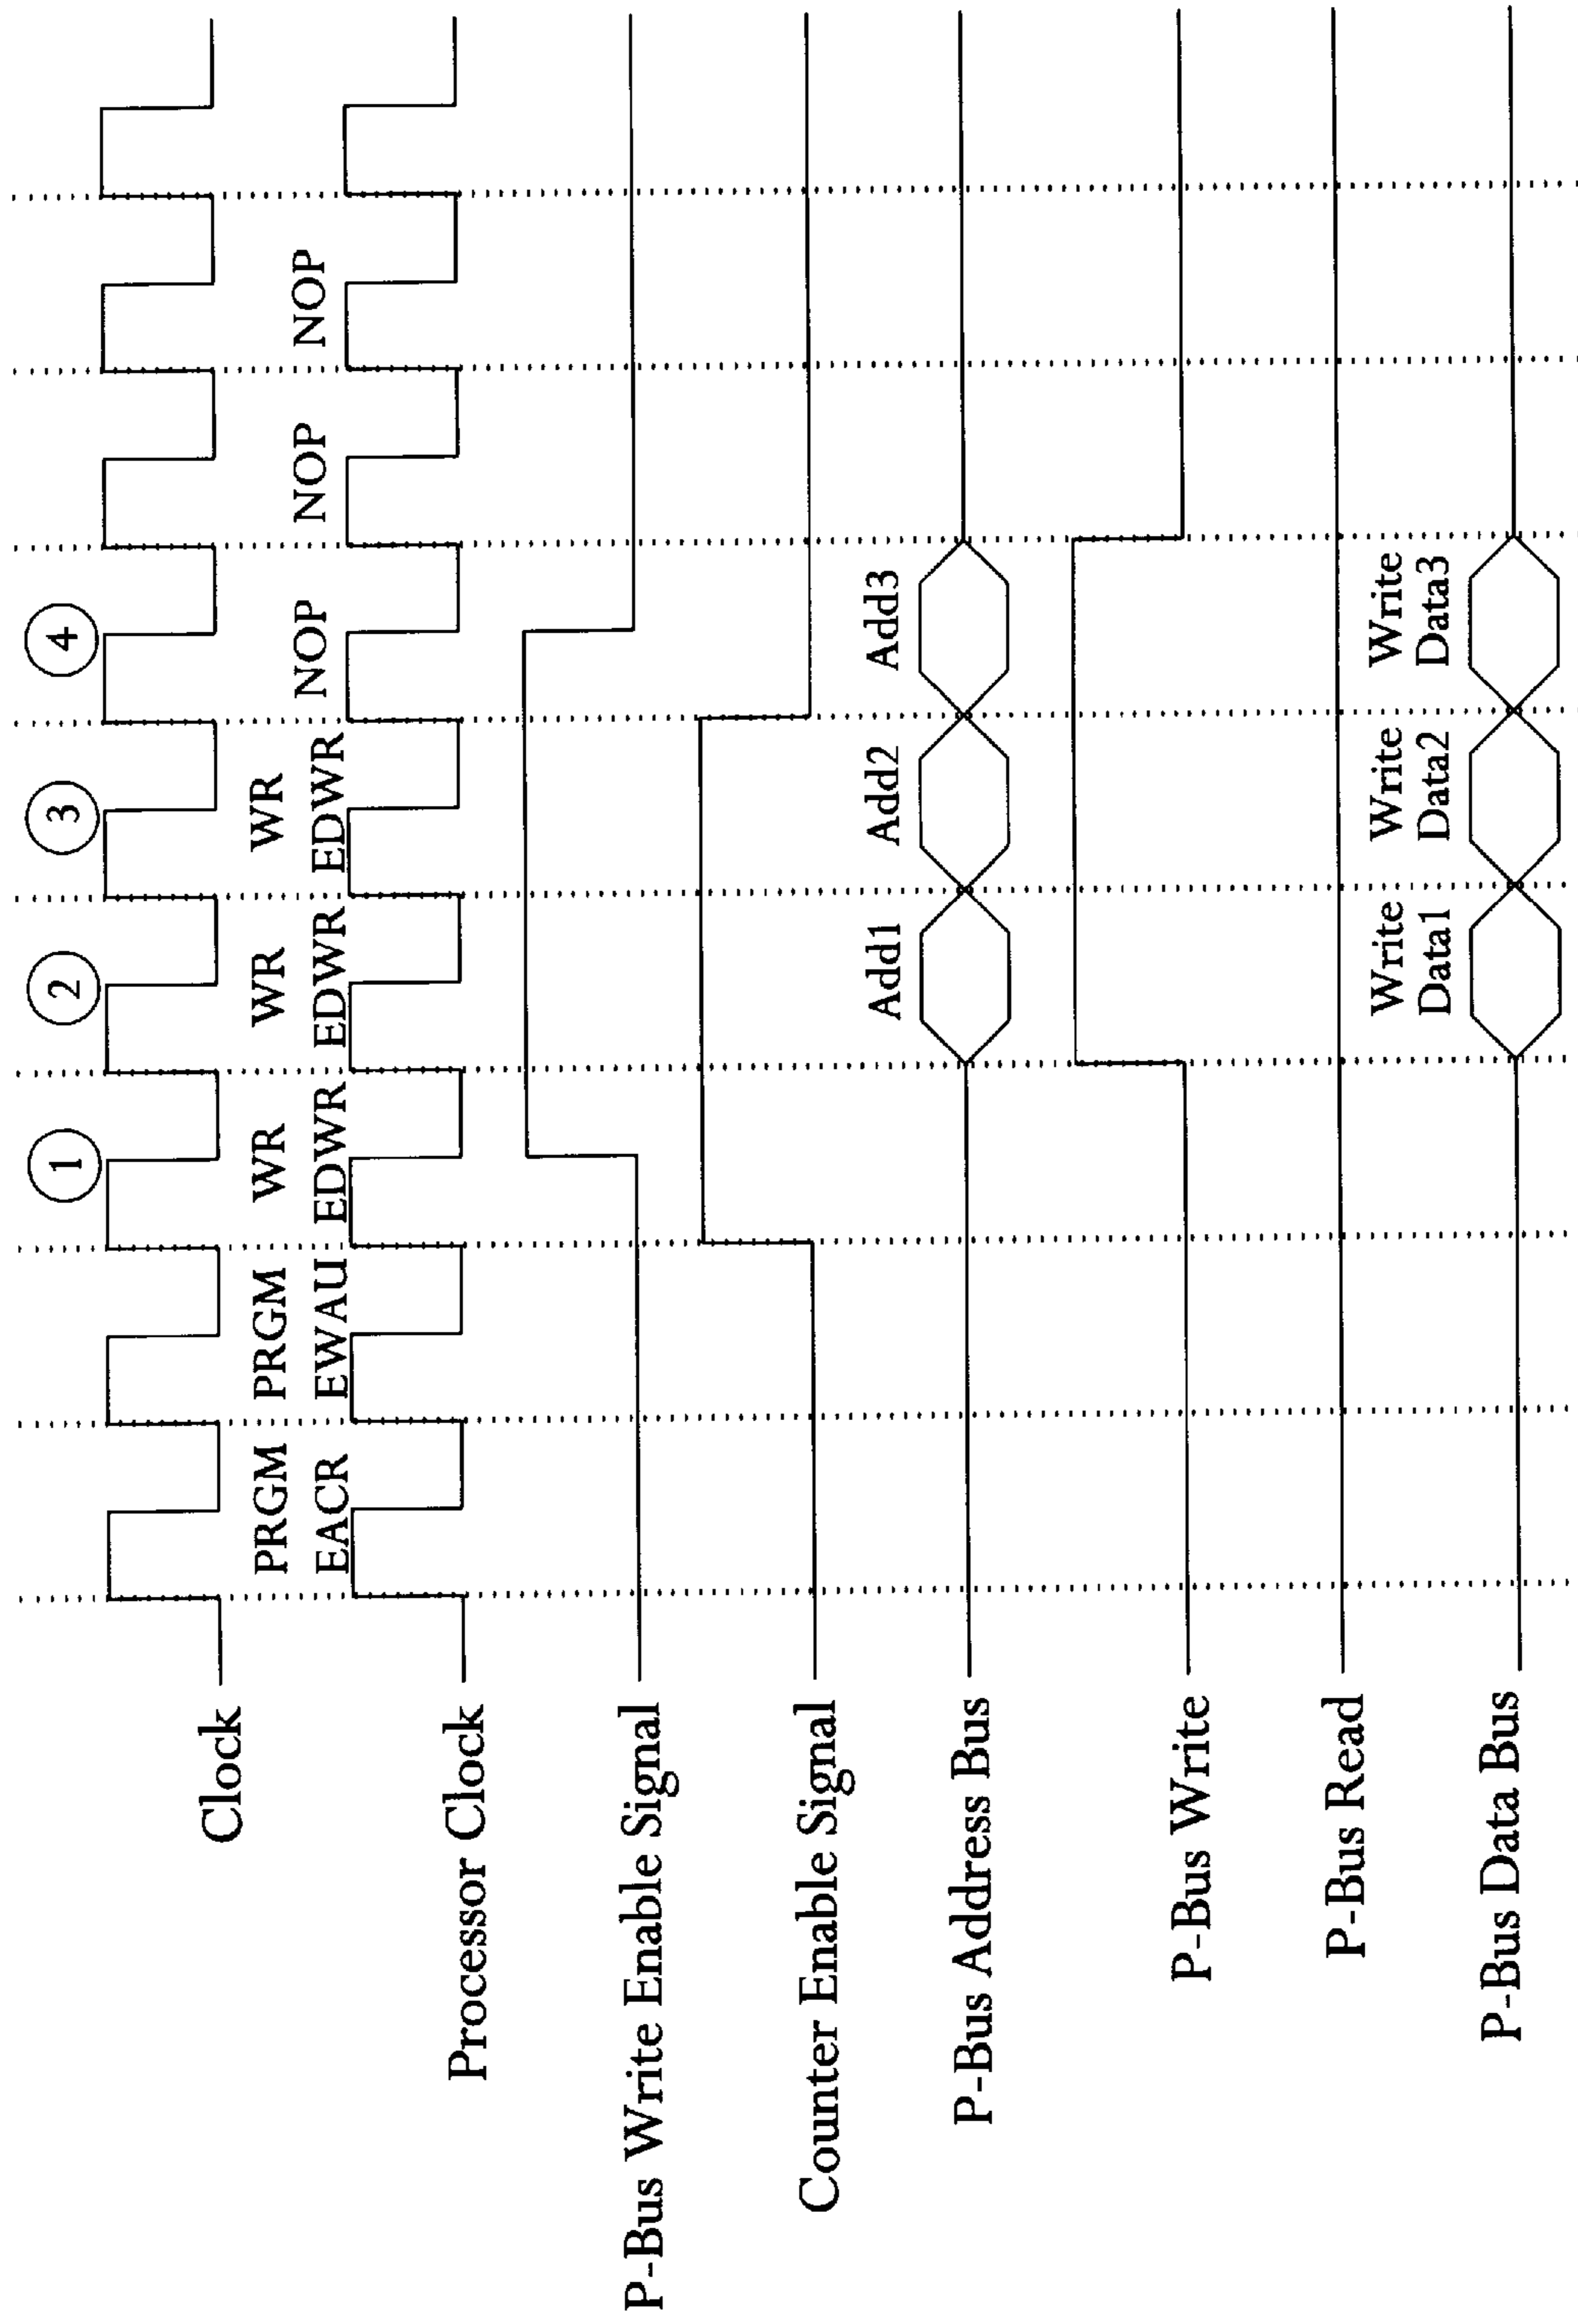 1 2 3 4
Clock
PRGM PRGM WR WR WR
EACR EWAU EDWR EDWR EDWR NOP NOP NOP
Processor Clock
P-Bus Write Enable Signal
Counter Enable Signal
Add1 Add2 Add3
P-Bus Address Bus
P-Bus Write
P-Bus Read
Write Write Write
Data1 Data2 Data3
P-Bus Data Bus